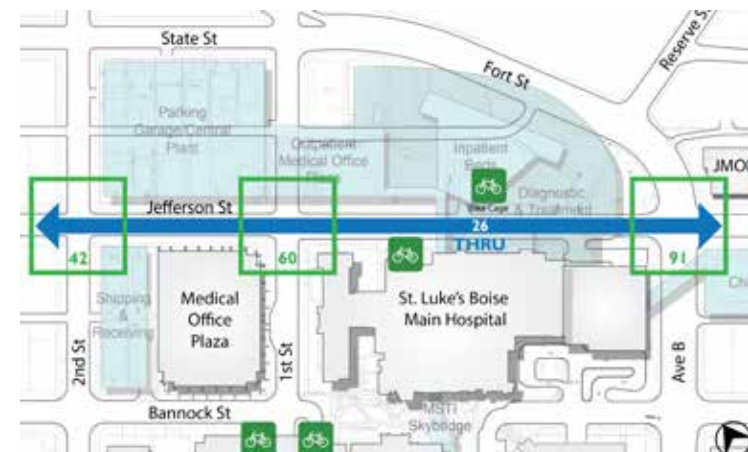 State St
Reserve St
Fort St
Parking
Garage/Central
Plant
Outpatient
Medical Office
Plaza
Inpatient
Beds
Diagnostic
& Treatment
Bike Cage
JMOB
Jefferson St
26
THRU
42
60
91
Shipping
&
Receiving
Medical
Office
Plaza
St. Luke's Boise
Main Hospital
2nd St
1st St
Ave B
Bannock St
MSTI
Skybridge